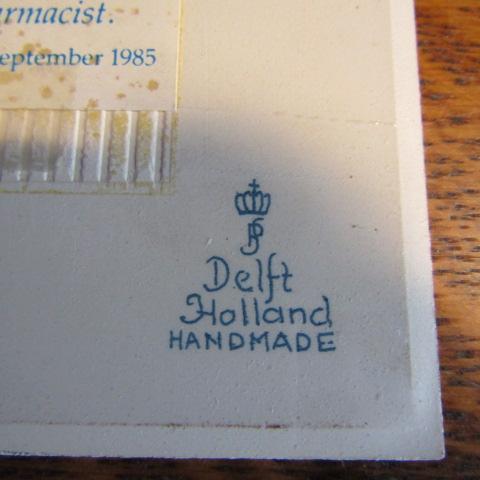 armacist.
eptember 1985
Delft
Holland
HANDMADE